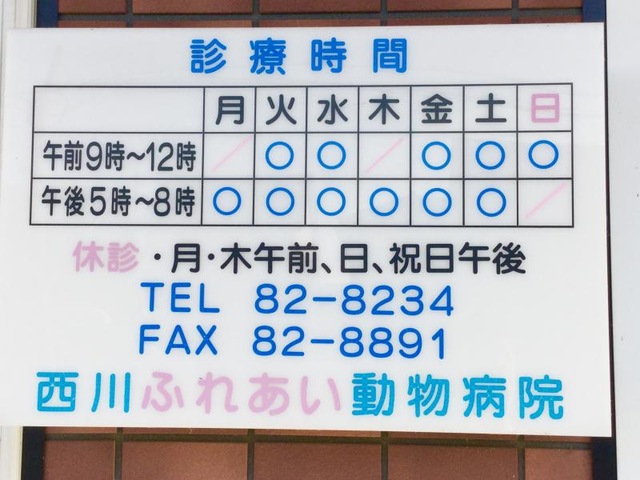 診療時間
月 火 水 木 金 土 日
午前9時～12時 ／ ○ ○ ／ ○ ○ ○
午後5時～8時 ○ ○ ○ ○ ○ ○ ／
休診・月・木午前、日、祝日午後
TEL 82-8234
FAX 82-8891
西川ふれあい動物病院